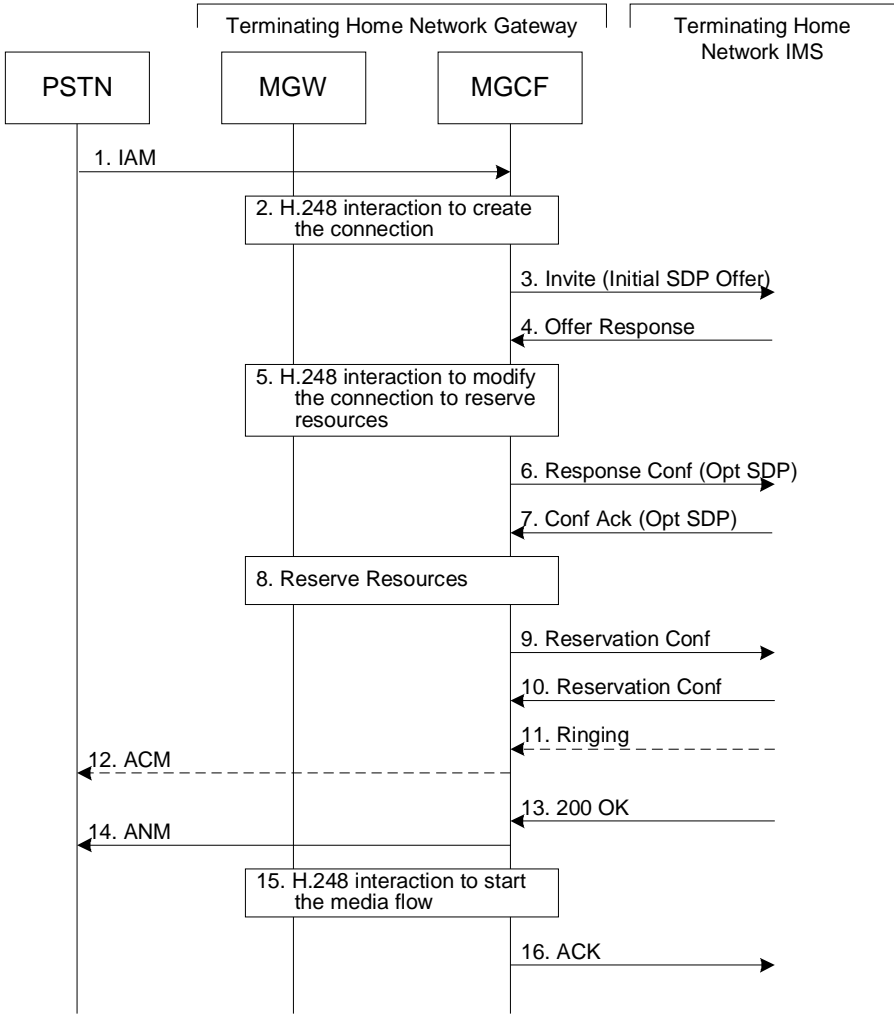 Terminating Home Network Gateway
Terminating Home
Network IMS
PSTN
MGW
MGCF
1. IAM
2. H.248 interaction to create
the connection
3. Invite (Initial SDP Offer)
4. Offer Response
5. H.248 interaction to modify
the connection to reserve
resources
6. Response Conf (Opt SDP)
7. Conf Ack (Opt SDP)
8. Reserve Resources
9. Reservation Conf
10. Reservation Conf
11. Ringing
12. ACM
13. 200 OK
14. ANM
15. H.248 interaction to start
the media flow
16. ACK